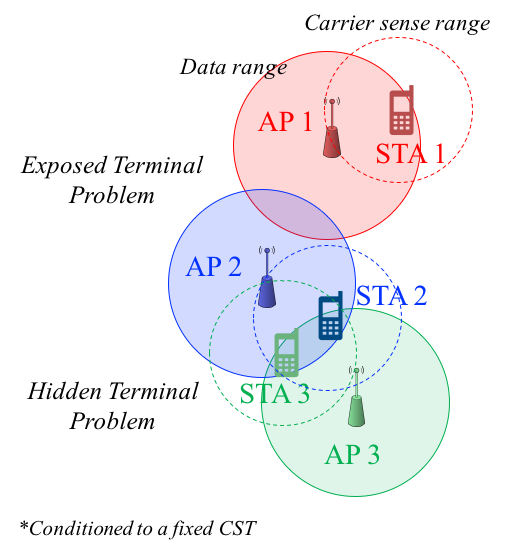 Carrier sense range
Data range
AP 1
STA 1
Exposed Terminal
Problem
AP 2
STA 2
Hidden Terminal
Problem
STA 3
AP 3
*Conditioned to a fixed CST